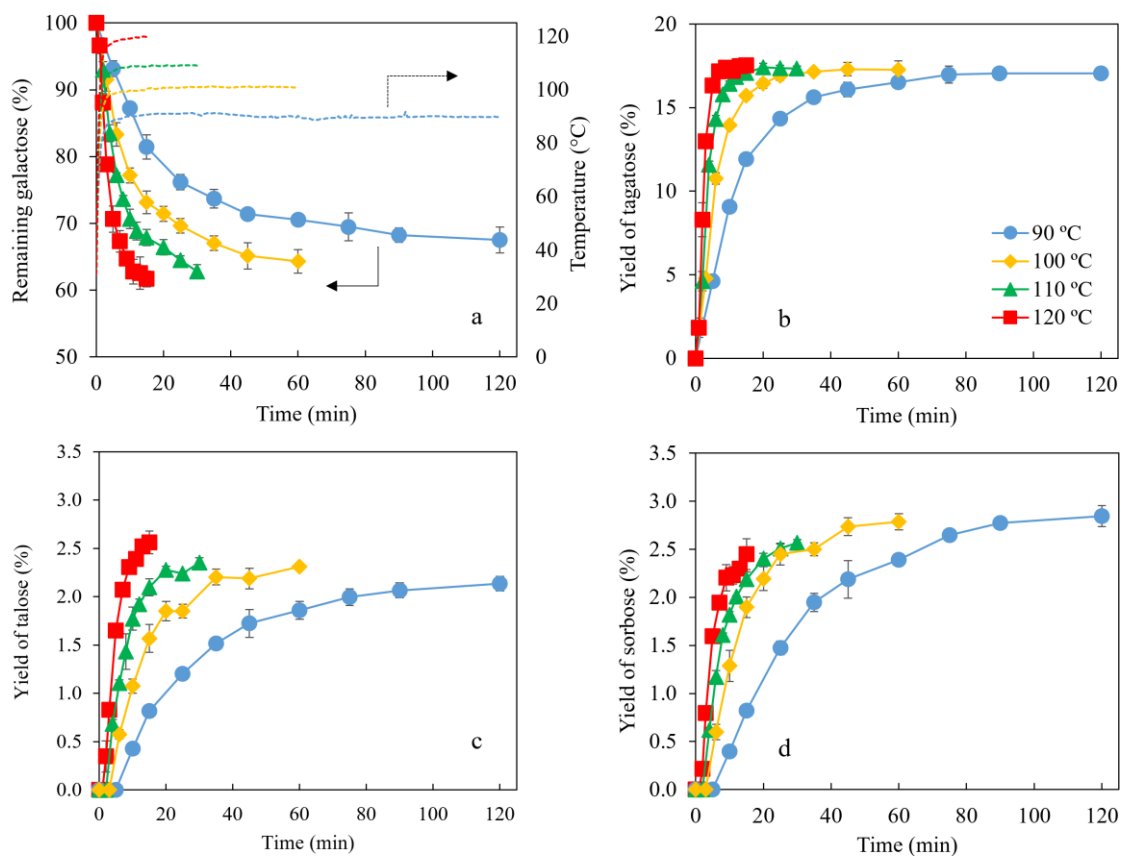 100
90
80
70
60
50
Remaining galactose (%)
120
100
80
60
40
20
0
Temperature (°C)
a
0 20 40 60 80 100 120
Time (min)
20
15
10
5
0
Yield of tagatose (%)
90 ºC
100 ºC
110 ºC
120 ºC
b
0 20 40 60 80 100 120
Time (min)
3.5
3.0
2.5
2.0
1.5
1.0
0.5
0.0
Yield of talose (%)
c
0 20 40 60 80 100 120
Time (min)
3.5
3.0
2.5
2.0
1.5
1.0
0.5
0.0
Yield of sorbose (%)
d
0 20 40 60 80 100 120
Time (min)